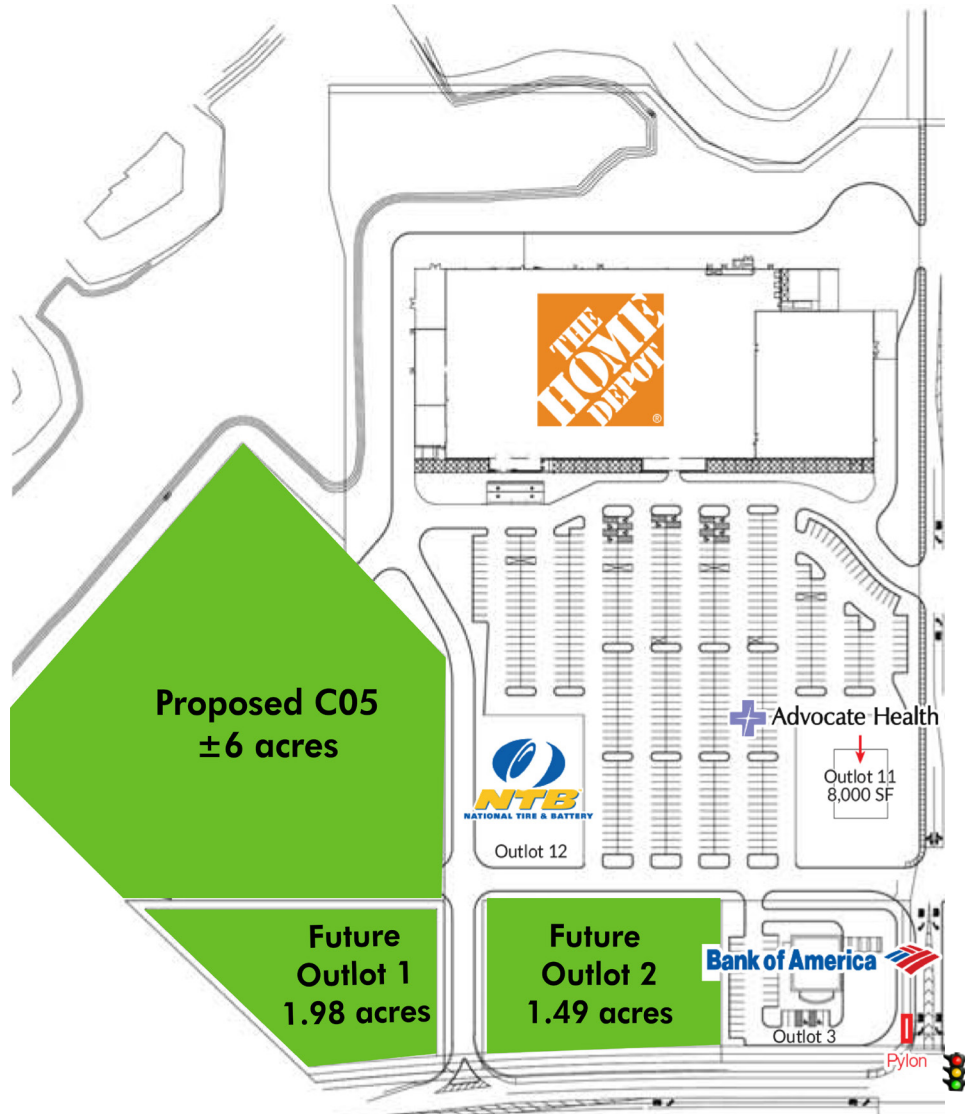 THE
HOME
DEPOT
®
Proposed C05
±6 acres
Advocate Health
Outlot 11
8,000 SF
NTB
NATIONAL TIRE & BATTERY
Outlot 12
Future
Outlot 1
1.98 acres
Future
Outlot 2
1.49 acres
Bank of America
Outlot 3
Pylon